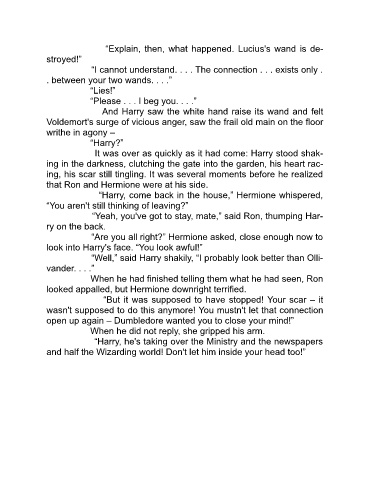 “Explain, then, what happened. Lucius's wand is de-
stroyed!”
“I cannot understand. . . . The connection . . . exists only .
. between your two wands. . . .”
“Lies!”
“Please . . . I beg you. . . .”
And Harry saw the white hand raise its wand and felt
Voldemort's surge of vicious anger, saw the frail old main on the floor
writhe in agony –
“Harry?”
It was over as quickly as it had come: Harry stood shak-
ing in the darkness, clutching the gate into the garden, his heart rac-
ing, his scar still tingling. It was several moments before he realized
that Ron and Hermione were at his side.
“Harry, come back in the house,” Hermione whispered,
“You aren't still thinking of leaving?”
“Yeah, you've got to stay, mate,” said Ron, thumping Har-
ry on the back.
“Are you all right?” Hermione asked, close enough now to
look into Harry's face. “You look awful!”
“Well,” said Harry shakily, “I probably look better than Olli-
vander. . . .”
When he had finished telling them what he had seen, Ron
looked appalled, but Hermione downright terrified.
“But it was supposed to have stopped! Your scar – it
wasn't supposed to do this anymore! You mustn't let that connection
open up again – Dumbledore wanted you to close your mind!”
When he did not reply, she gripped his arm.
“Harry, he's taking over the Ministry and the newspapers
and half the Wizarding world! Don't let him inside your head too!”